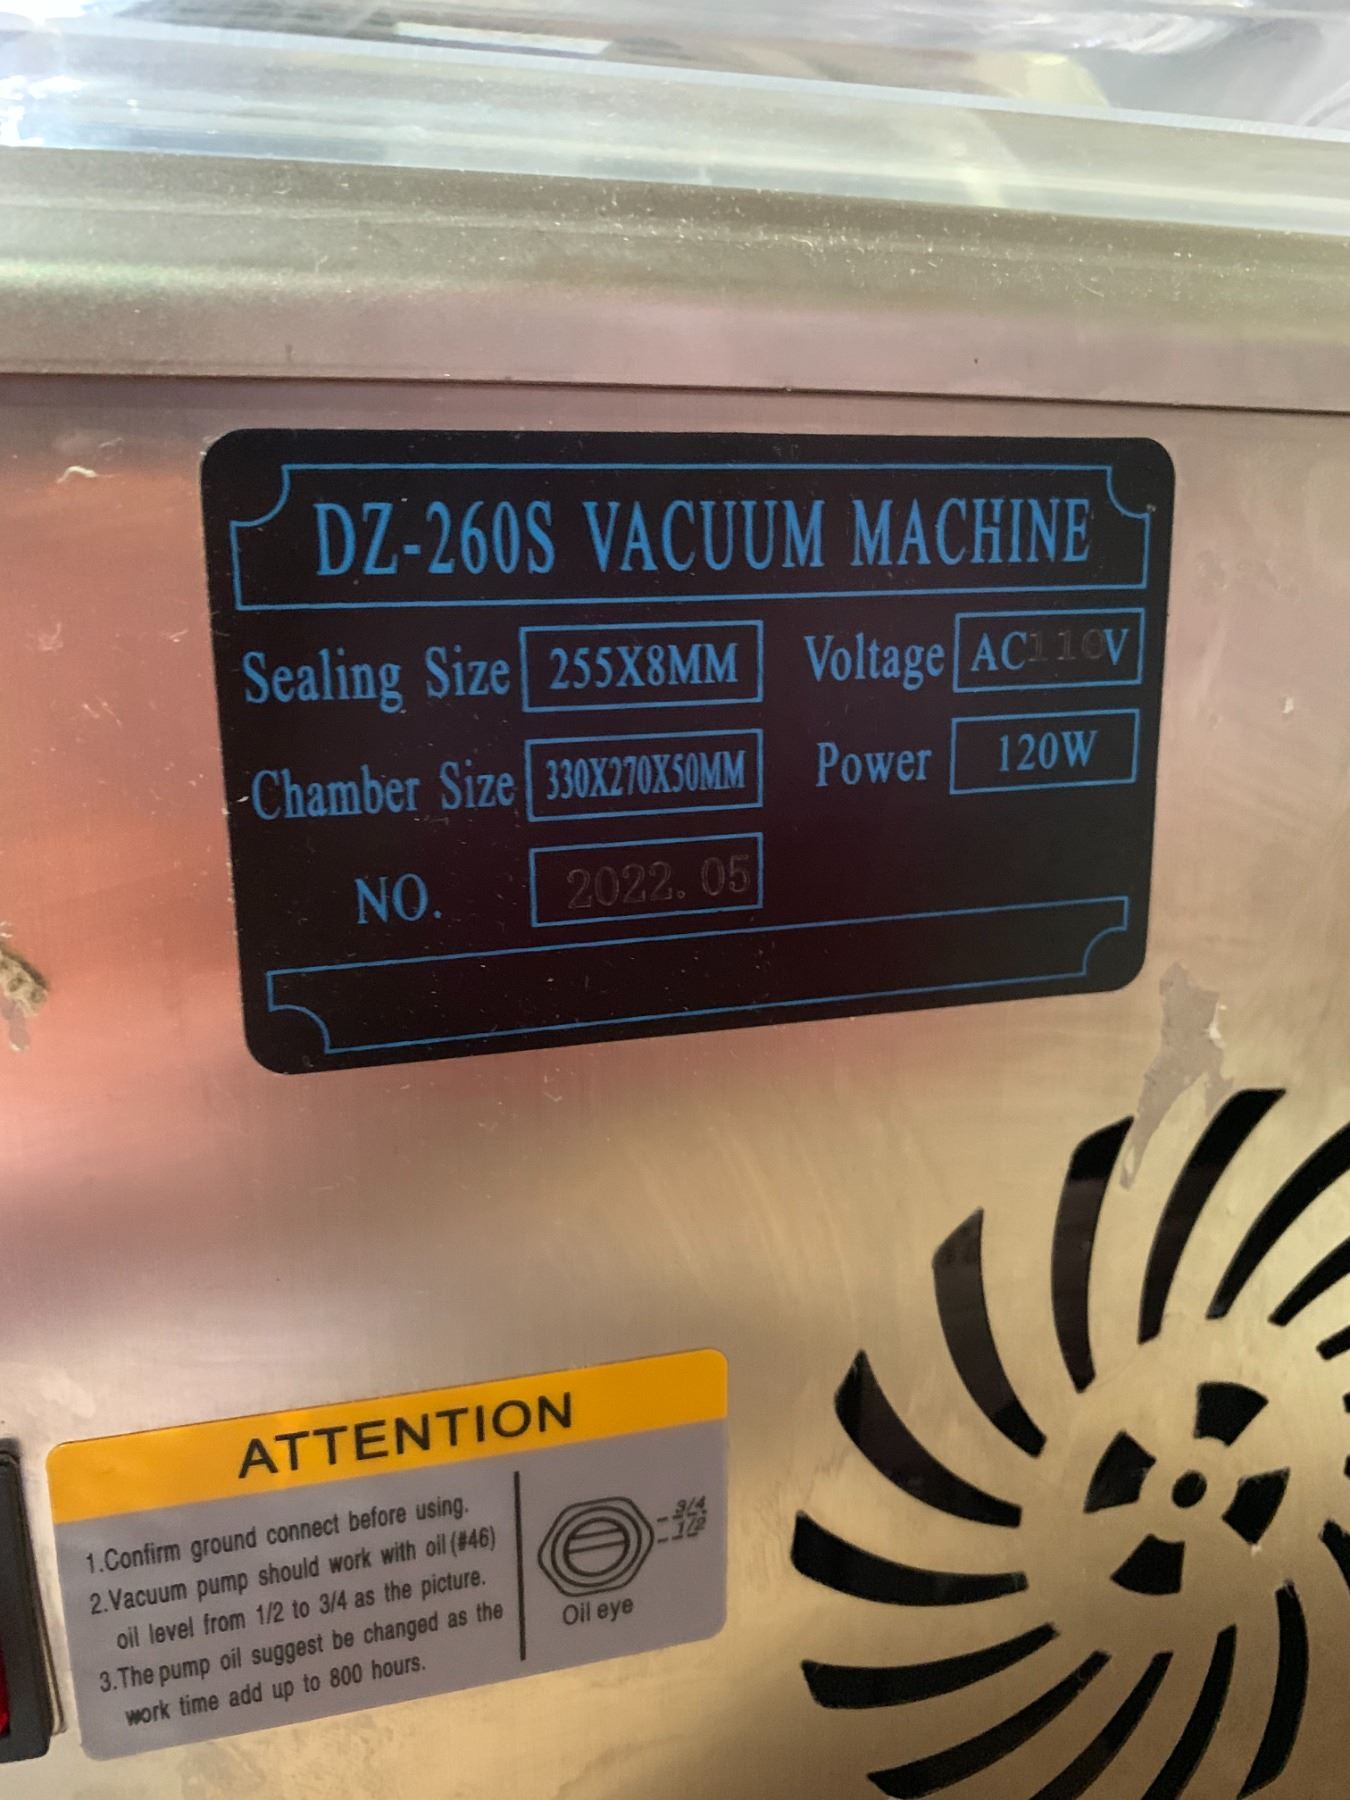 DZ-260S VACUUM MACHINE
Sealing Size 255X8MM Voltage AC110V
Chamber Size 330X270X50MM Power 120W
NO. 2022.05
ATTENTION
1.Confirm ground connect before using.
2.Vacuum pump should work with oil (#46)
oil level from 1/2 to 3/4 as the picture.
3.The pump oil suggest be changed as the
work time add up to 800 hours.
3/4
1/2
Oil eye